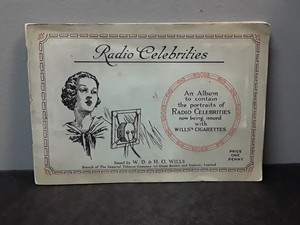 Radio Celebrities
An Album
to contain
the portraits of
RADIO CELEBRITIES
now being issued
with
WILLS'S CIGARETTES.
PRICE
ONE
PENNY
Issued by W. D. & H. O. WILLS
Branch of The Imperial Tobacco Company (of Great Britain and Ireland), Limited